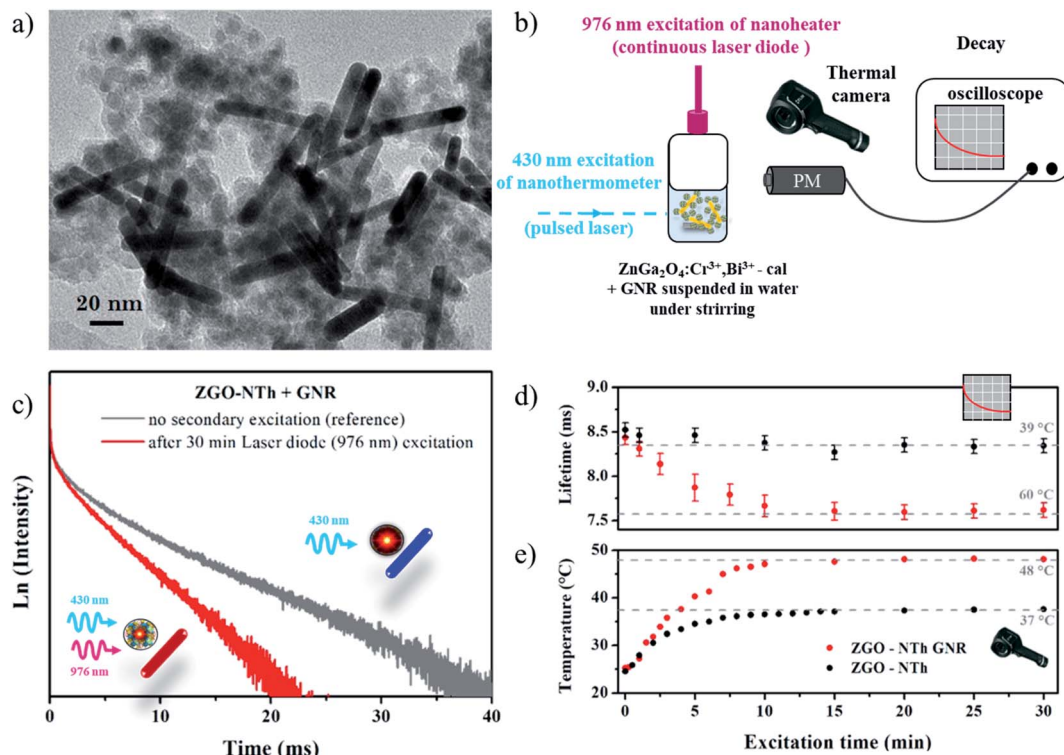 a)
20 nm
b)
976 nm excitation of nanoheater
(continuous laser diode )
Decay
Thermal
camera
oscilloscope
430 nm excitation
of nanothermometer
PM
(pulsed laser)
ZnGa₂O₄:Cr³⁺,Bi³⁺ - cal
+ GNR suspended in water
under strirring
c)
ZGO-NTh + GNR
no secondary excitation (reference)
after 30 min Laser diode (976 nm) excitation
430 nm
430 nm
976 nm
Ln (Intensity)
0 10 20 30 40
Time (ms)
d)
Lifetime (ms)
9.0
8.5
8.0
7.5
39 °C
60 °C
e)
Temperature (°C)
50
40
30
20
48 °C
37 °C
ZGO - NTh GNR
ZGO - NTh
0 5 10 15 20 25 30
Excitation time (min)